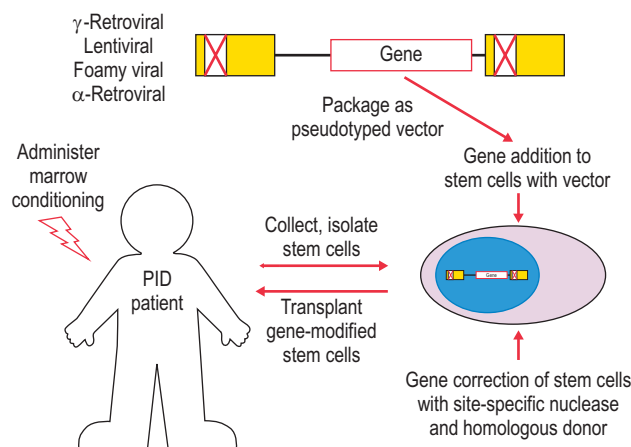 γ-Retroviral
Lentiviral
Foamy viral
α-Retroviral
Gene
Package as
pseudotyped vector
Gene addition to
stem cells with vector
Administer
marrow
conditioning
Collect, isolate
stem cells
PID
patient
Transplant
gene-modified
stem cells
Gene
Gene correction of stem cells
with site-specific nuclease
and homologous donor